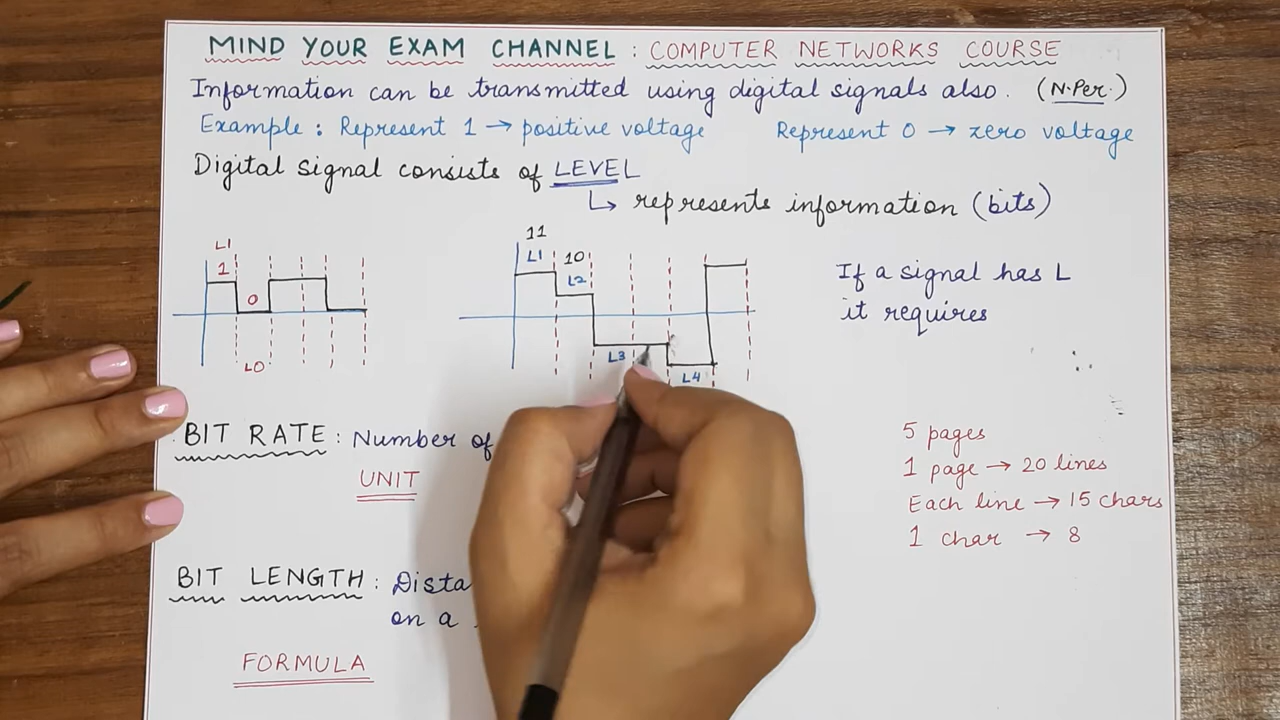 MIND YOUR EXAM CHANNEL : COMPUTER NETWORKS COURSE
Information can be transmitted using digital signals also. (N.Per.)
Example : Represent 1 → positive voltage Represent 0 → zero voltage
Digital signal consists of LEVEL
↳ represents information (bits)
L1
1
0
L0
11
L1
10
L2
L3
L4
If a signal has L
it requires
BIT RATE : Number of
UNIT
5 pages
1 page → 20 lines
Each line → 15 chars
1 char → 8
BIT LENGTH : Dista
on a
FORMULA